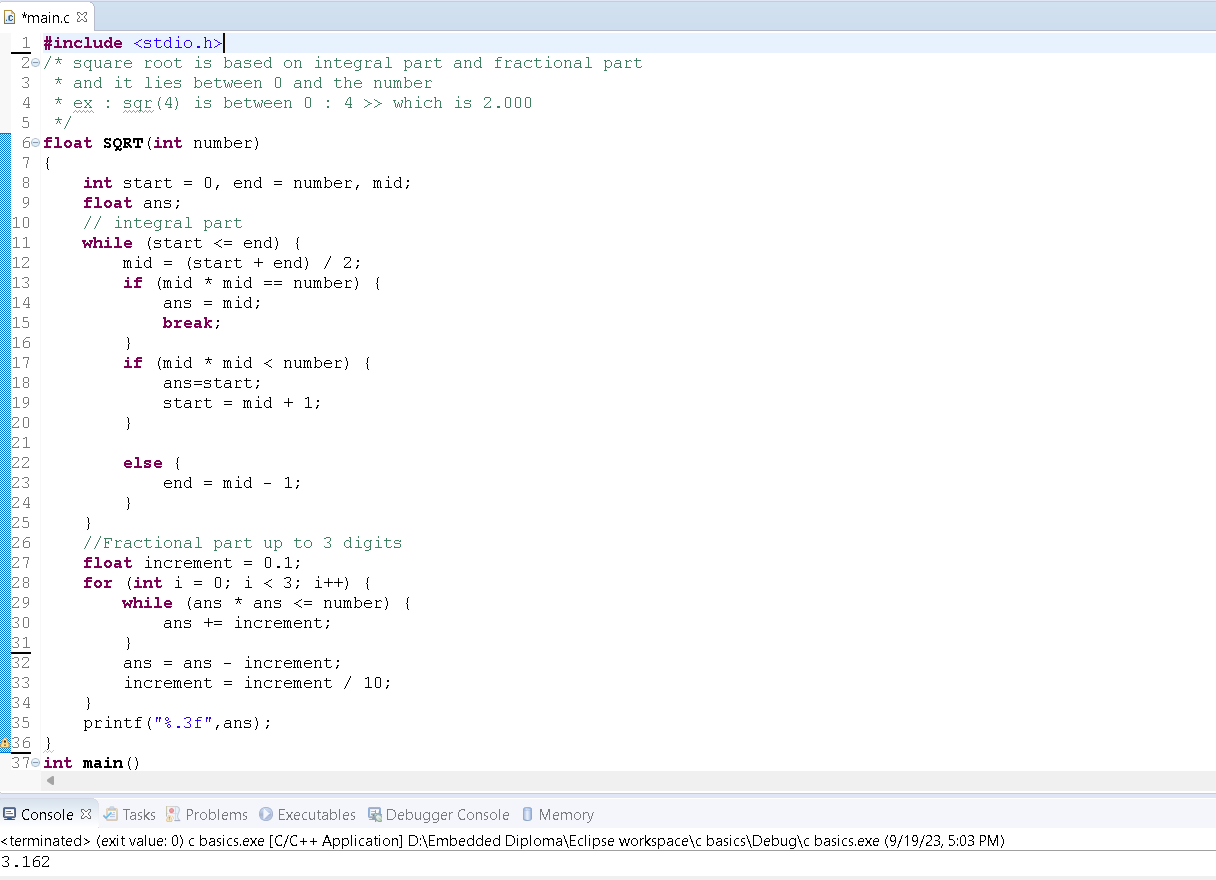 *main.c
1 #include <stdio.h>
2 /* square root is based on integral part and fractional part
3  * and it lies between 0 and the number
4  * ex : sqr(4) is between 0 : 4 >> which is 2.000
5  */
6 float SQRT(int number)
7 {
8     int start = 0, end = number, mid;
9     float ans;
10     // integral part
11     while (start <= end) {
12         mid = (start + end) / 2;
13         if (mid * mid == number) {
14             ans = mid;
15             break;
16         }
17         if (mid * mid < number) {
18             ans=start;
19             start = mid + 1;
20         }
21
22         else {
23             end = mid - 1;
24         }
25     }
26     //Fractional part up to 3 digits
27     float increment = 0.1;
28     for (int i = 0; i < 3; i++) {
29         while (ans * ans <= number) {
30             ans += increment;
31         }
32         ans = ans - increment;
33         increment = increment / 10;
34     }
35     printf("%.3f",ans);
36 }
37 int main()
Console Tasks Problems Executables Debugger Console Memory
<terminated> (exit value: 0) c basics.exe [C/C++ Application] D:\Embedded Diploma\Eclipse workspace\c basics\Debug\c basics.exe (9/19/23, 5:03 PM)
3.162